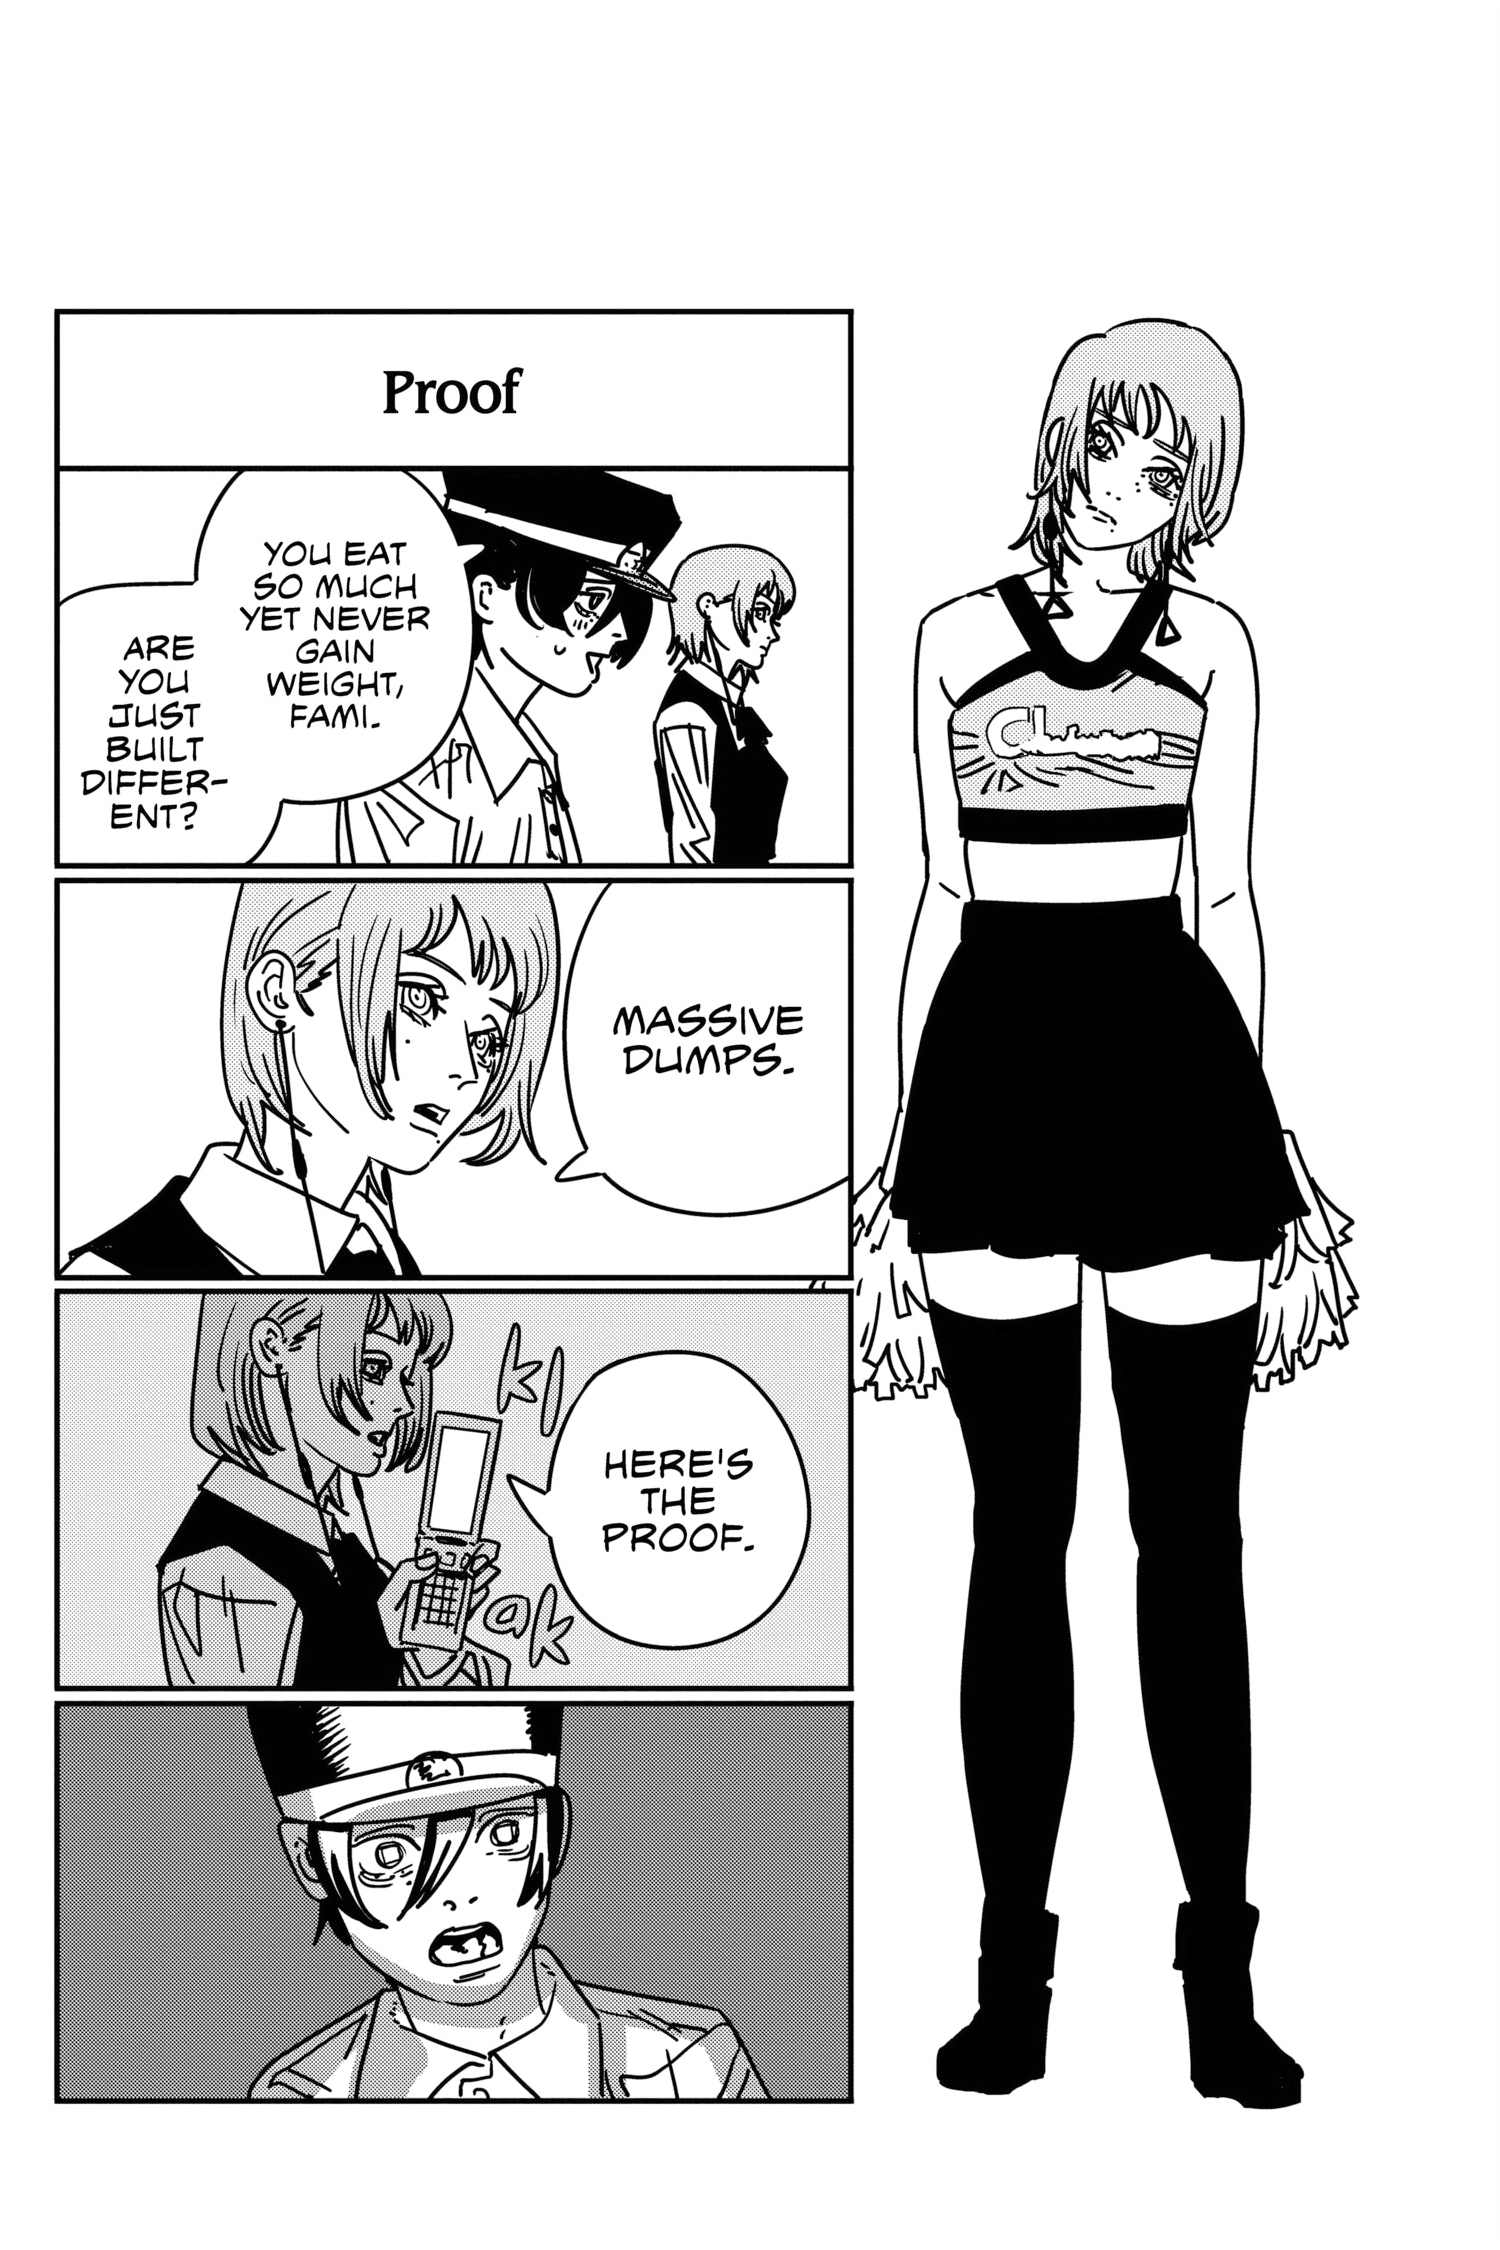 Proof
YOU EAT
SO MUCH
YET NEVER
GAIN
WEIGHT,
FAMI.
ARE
YOU
JUST
BUILT
DIFFER-
ENT?
MASSIVE
DUMPS.
KL
HERE'S
THE
PROOF.
ak